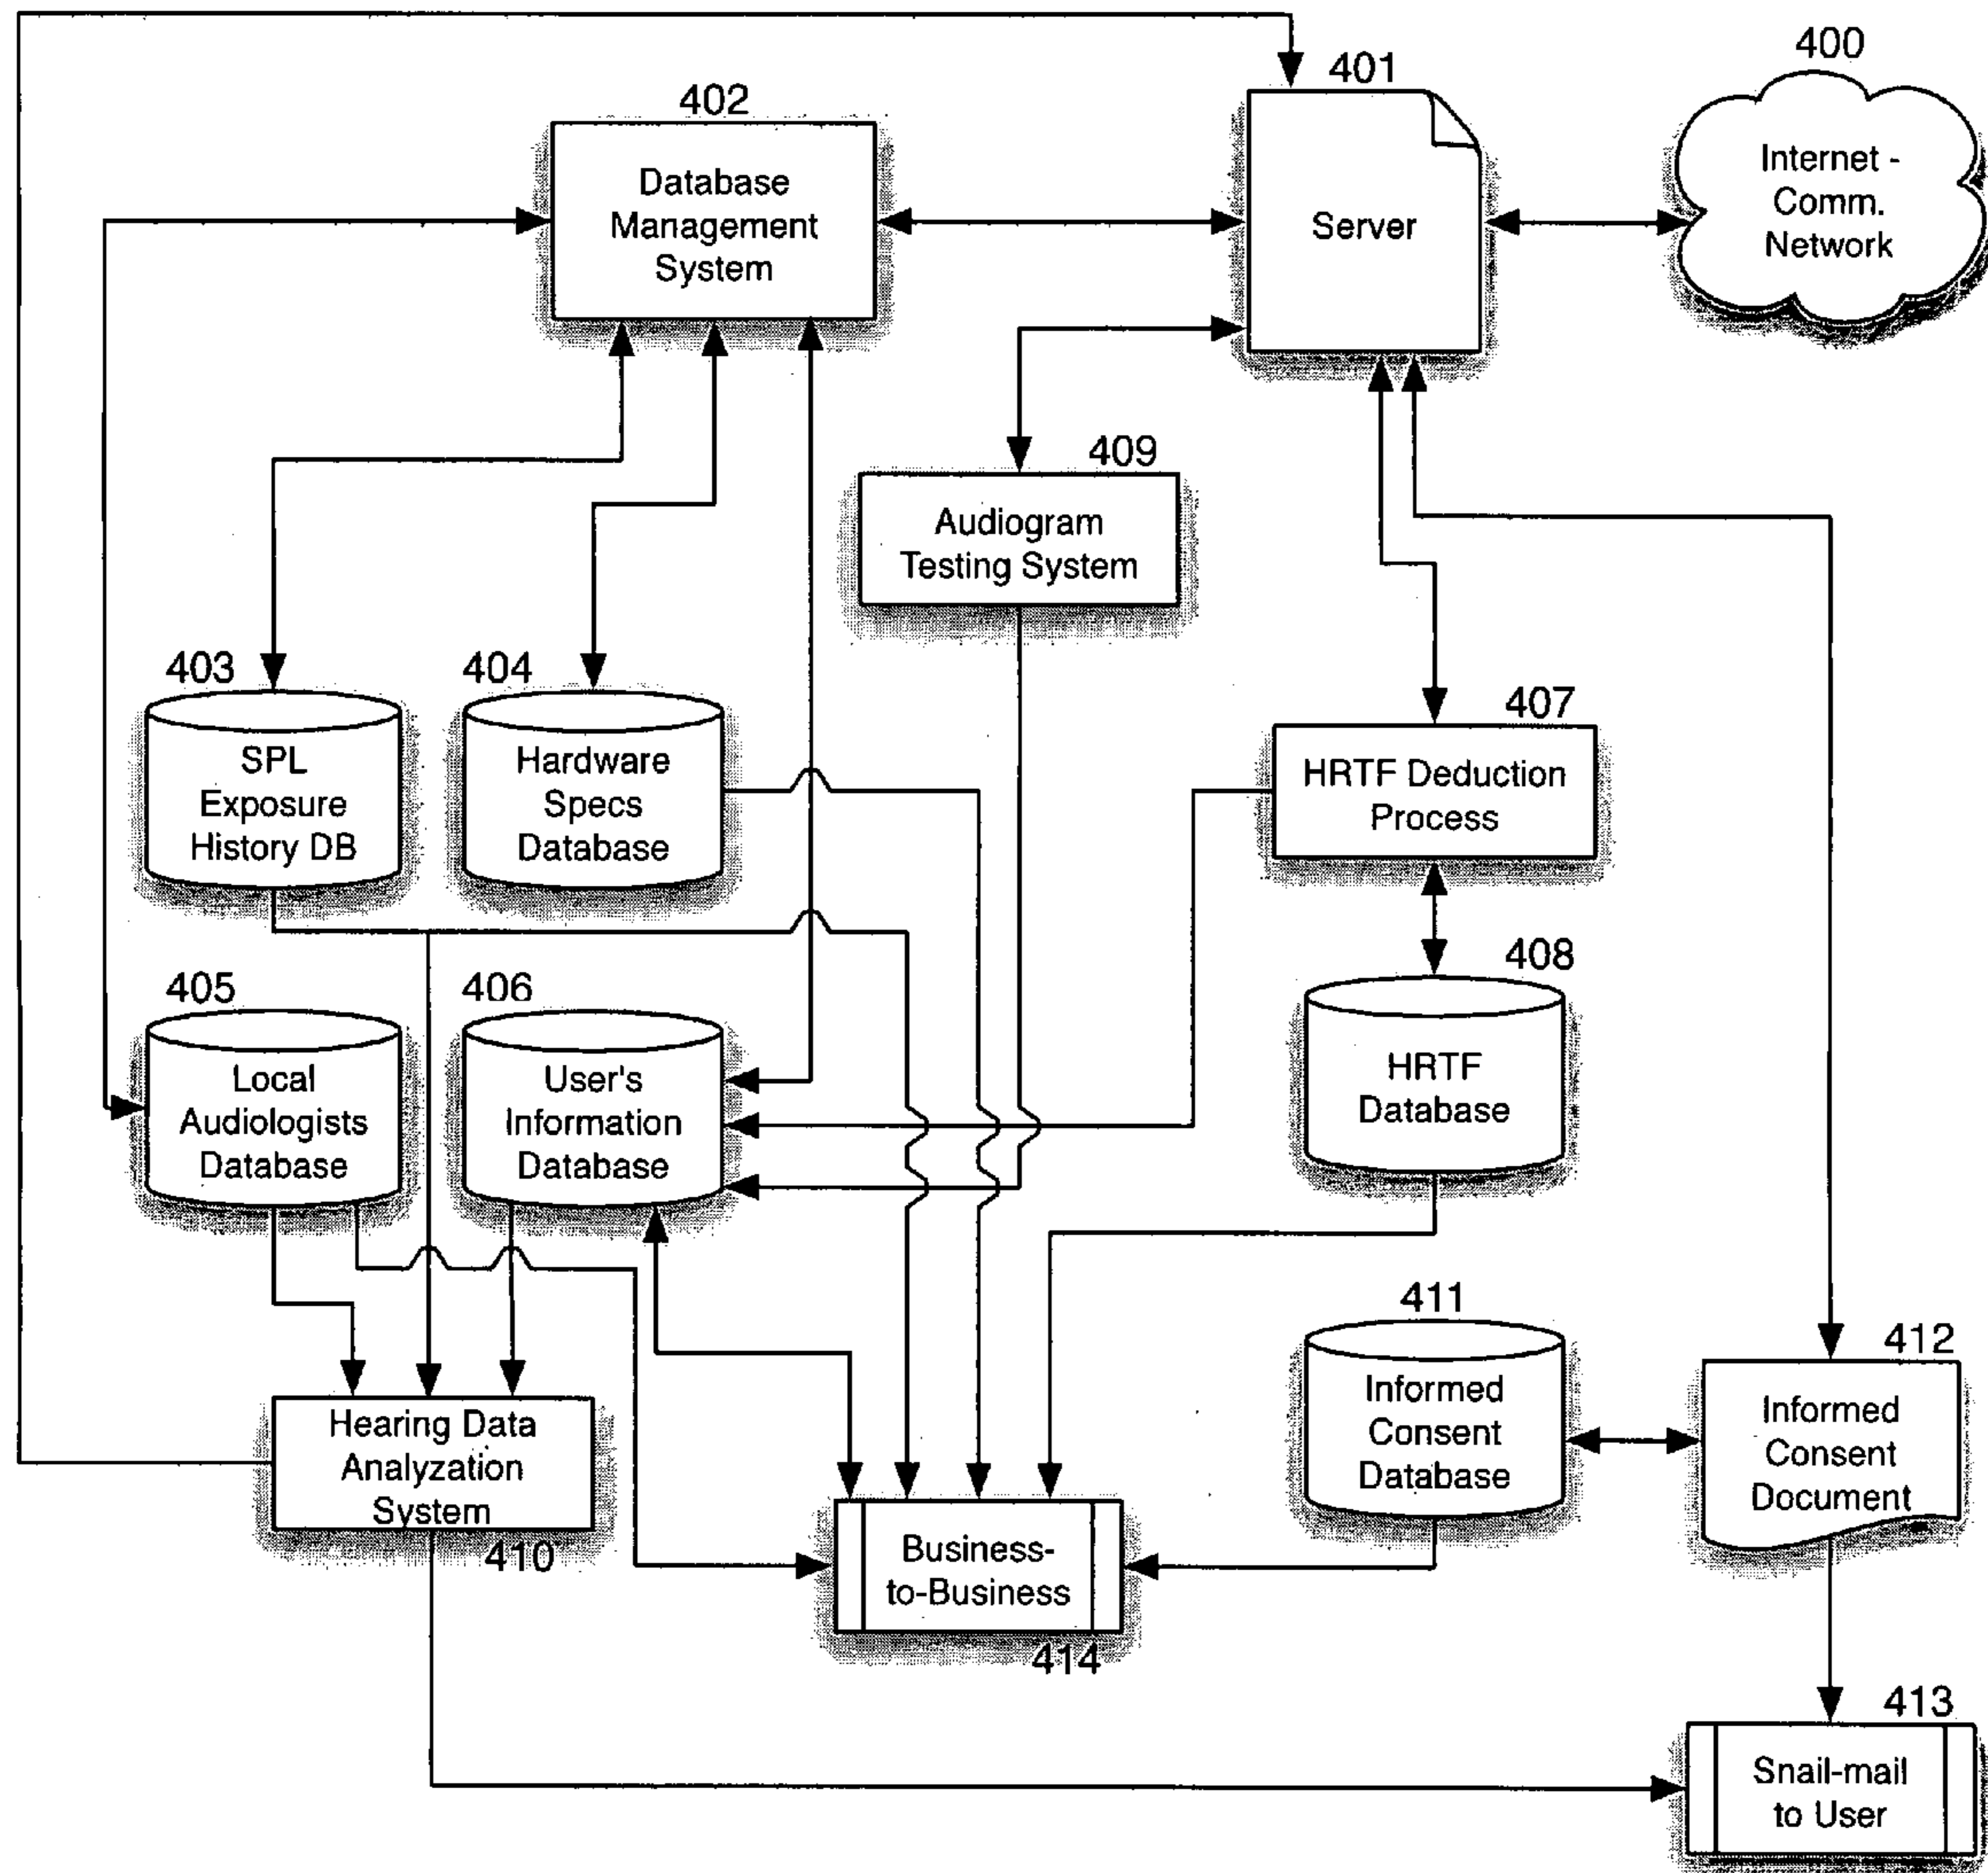 400
401
402
Database
Management
System
Server
Internet -
Comm.
Network
409
Audiogram
Testing System
403
404
407
SPL
Exposure
History DB
Hardware
Specs
Database
HRTF Deduction
Process
408
405
406
Local
Audiologists
Database
User's
Information
Database
HRTF
Database
411
412
Hearing Data
Analyzation
System
410
Informed
Consent
Database
Informed
Consent
Document
Business-
to-Business
414
413
Snail-mail
to User